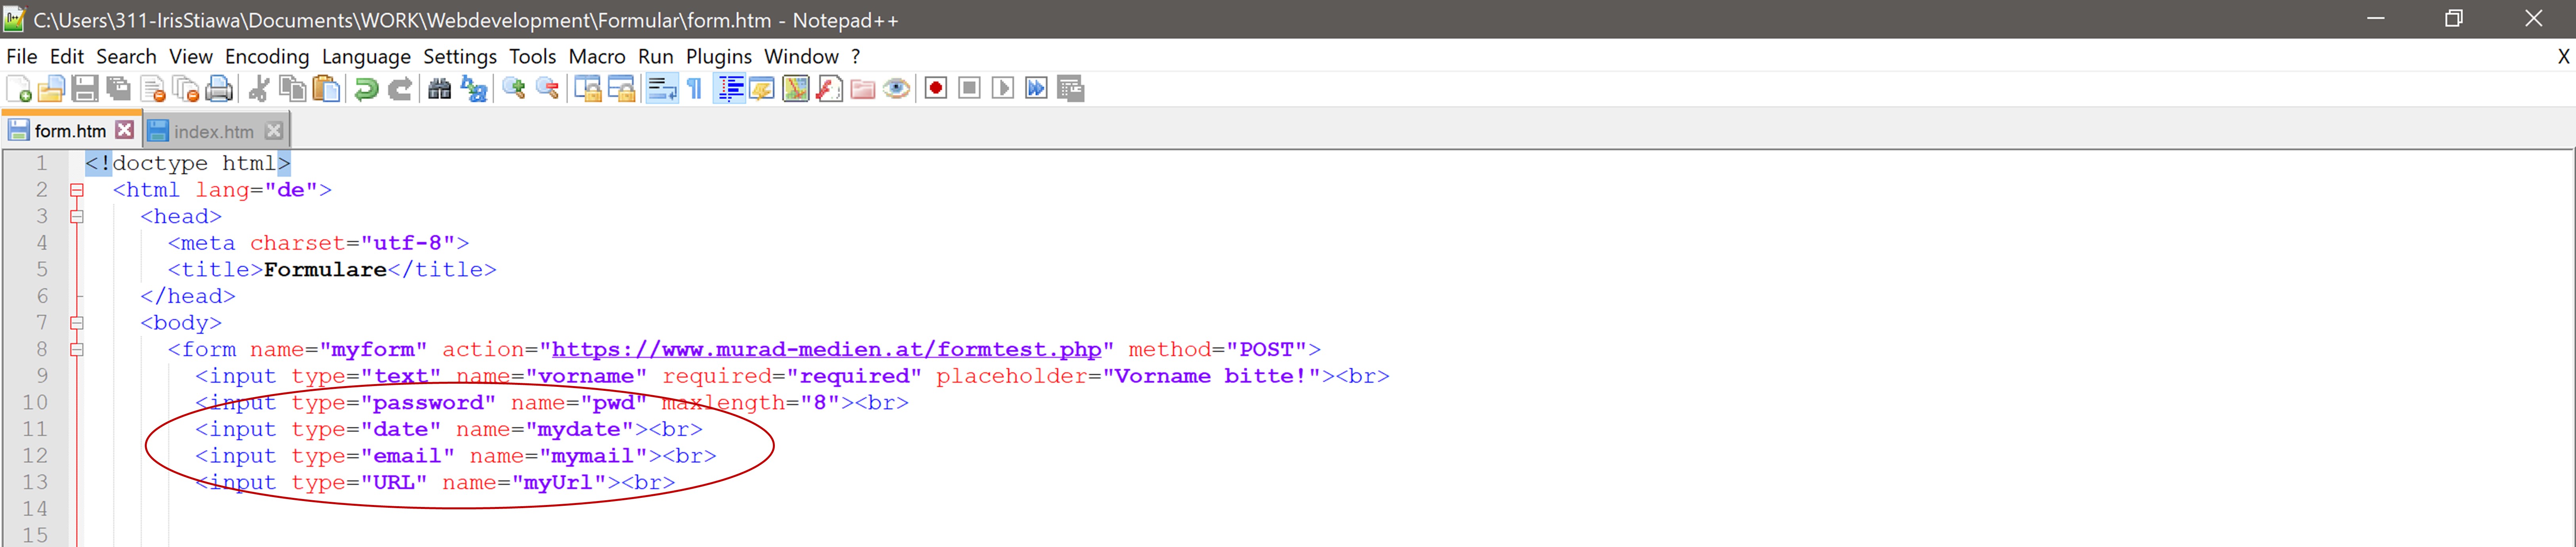 C:\Users\311-IrisStiawa\Documents\WORK\Webdevelopment\Formular\form.htm - Notepad++
File Edit Search View Encoding Language Settings Tools Macro Run Plugins Window ? X
form.htm index.htm
1 <!doctype html>
2 <html lang="de">
3 <head>
4 <meta charset="utf-8">
5 <title>Formulare</title>
6 </head>
7 <body>
8 <form name="myform" action="https://www.murad-medien.at/formtest.php" method="POST">
9 <input type="text" name="vorname" required="required" placeholder="Vorname bitte!"><br>
10 <input type="password" name="pwd" maxlength="8"><br>
11 <input type="date" name="mydate"><br>
12 <input type="email" name="mymail"><br>
13 <input type="URL" name="myUrl"><br>
14
15